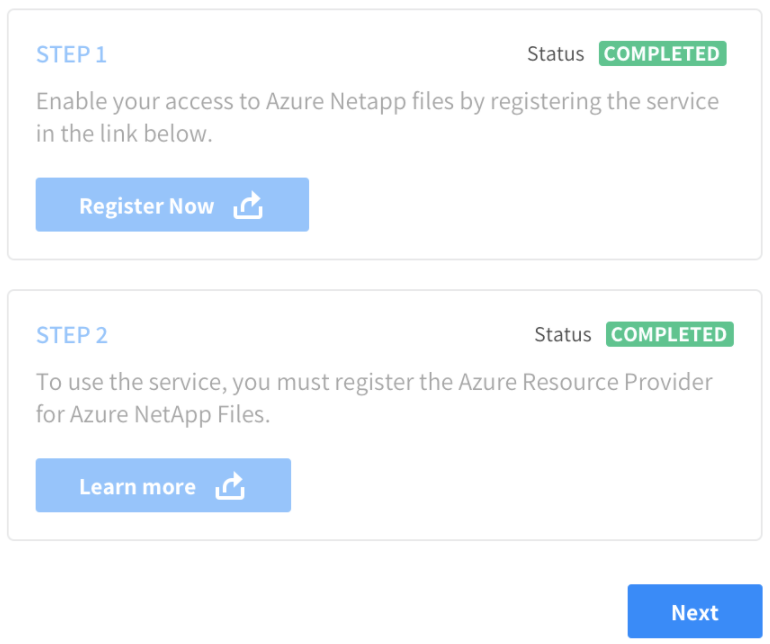 STEP 1
Status COMPLETED
Enable your access to Azure Netapp files by registering the service
in the link below.
Register Now
STEP 2
Status COMPLETED
To use the service, you must register the Azure Resource Provider
for Azure NetApp Files.
Learn more
Next